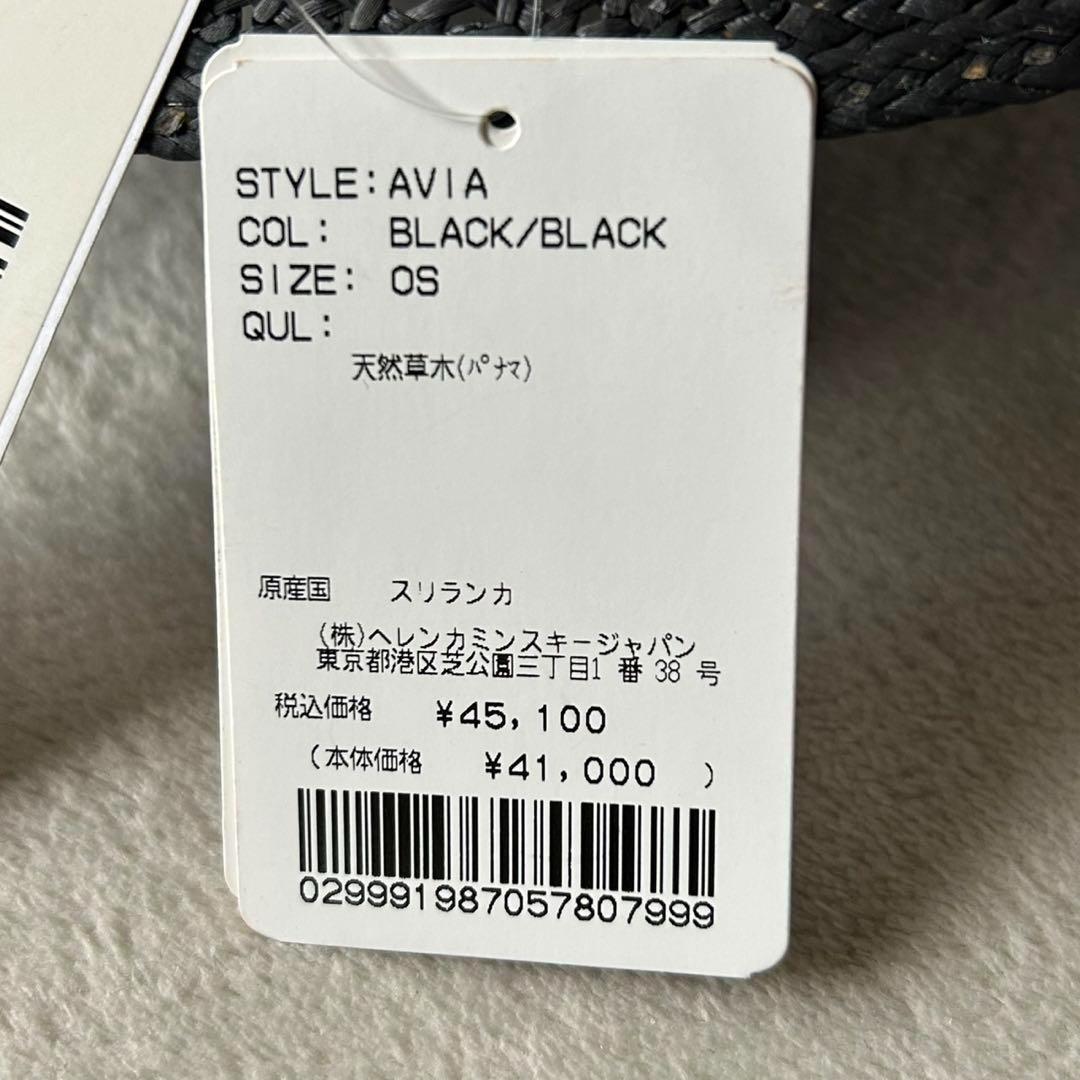 STYLE: AVIA
COL: BLACK/BLACK
SIZE: OS
QUL:
天然草木(ﾊﾟﾅﾏ)
原産国 スリランカ
(株)ヘレンカミンスキージャパン
東京都港区芝公園三丁目1 番 38 号
税込価格 ¥45,100
(本体価格 ¥41,000 )
029991987057807999